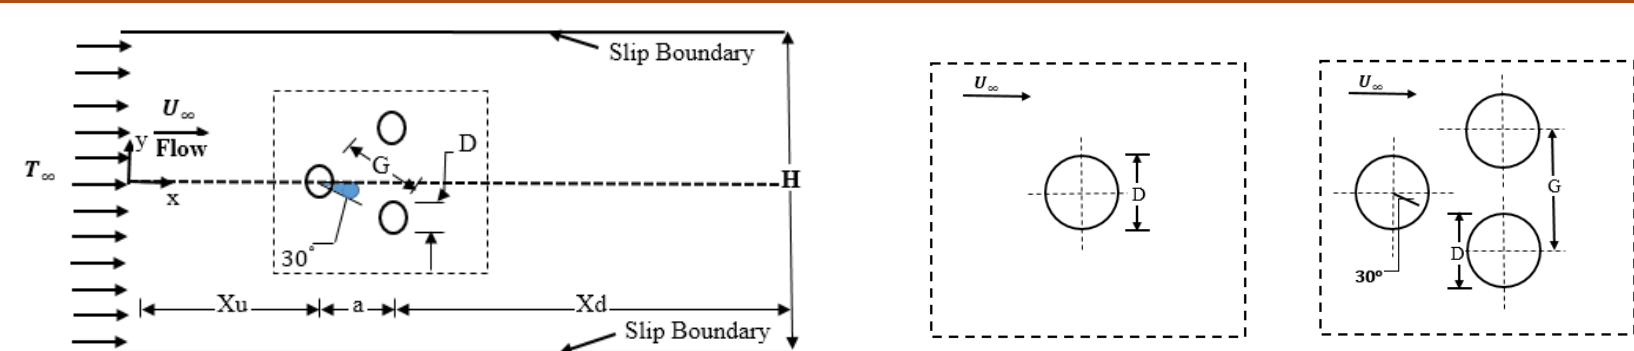 Slip Boundary
U∞
Flow
y
x
T∞
G
D
H
30°
Xu
a
Xd
Slip Boundary
U∞
D
U∞
G
D
30°